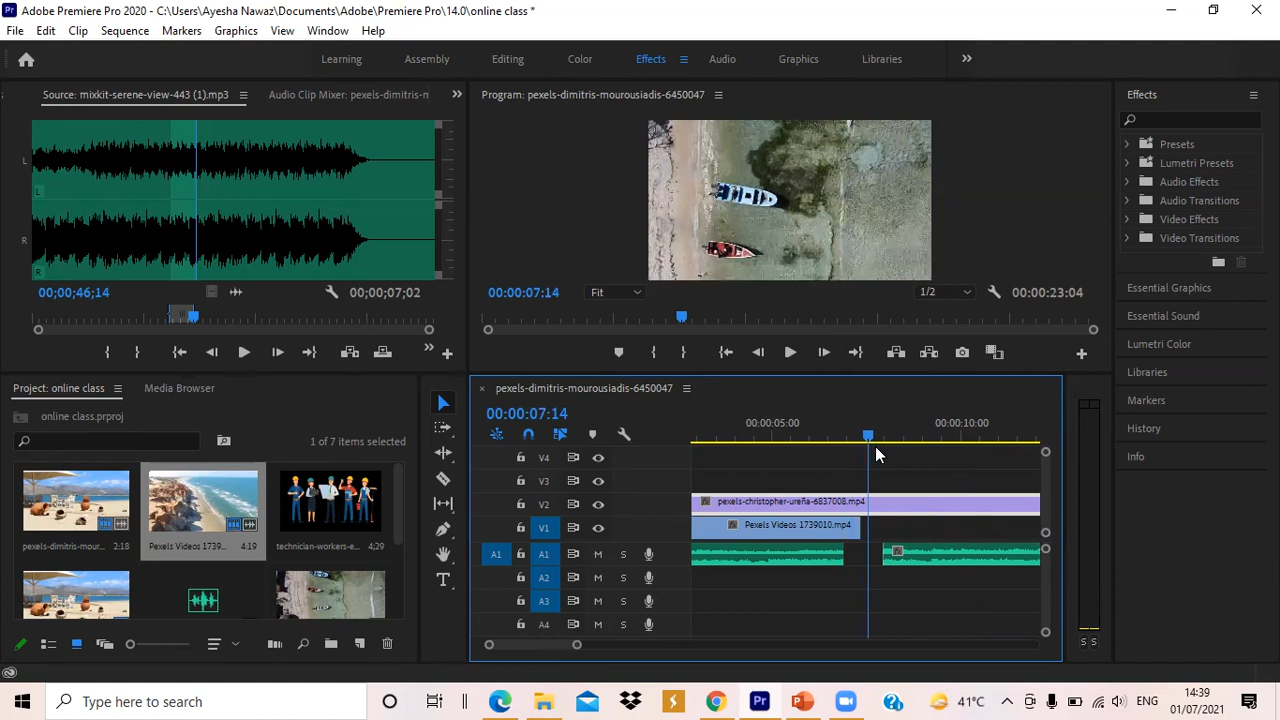 Pr Adobe Premiere Pro 2020 - C:\Users\Ayesha Nawaz\Documents\Adobe\Premiere Pro\14.0\online class *
File Edit Clip Sequence Markers Graphics View Window Help
Learning Assembly Editing Color Effects Audio Graphics Libraries
Source: mixkit-serene-view-443 (1).mp3 Audio Clip Mixer: pexels-dimitris-m
Program: pexels-dimitris-mourousiadis-6450047
Effects
L
L
R
R
Presets
Lumetri Presets
Audio Effects
Audio Transitions
Video Effects
Video Transitions
00;00;46;14 00;00;07;02
00:00:07:14 Fit 1/2 00:00:23:04
Essential Graphics
Essential Sound
Lumetri Color
Libraries
Markers
History
Info
Project: online class Media Browser
online class.prproj
1 of 7 items selected
pexels-dimitris-mour... 2:18
Pexels Videos 1739... 4:19
technician-workers-e... 4;29
pexels-dimitris-mourousiadis-6450047
00:00:07:14
00:00:05:00 00:00:10:00
V4
V3
V2 pexels-christopher-ureña-6837008.mp4
V1 Pexels Videos 1739010.mp4
A1 A1 M S
A2 M S
A3 M S
A4 M S
S S
Type here to search
Pr
41°C ENG
14:39
01/07/2021